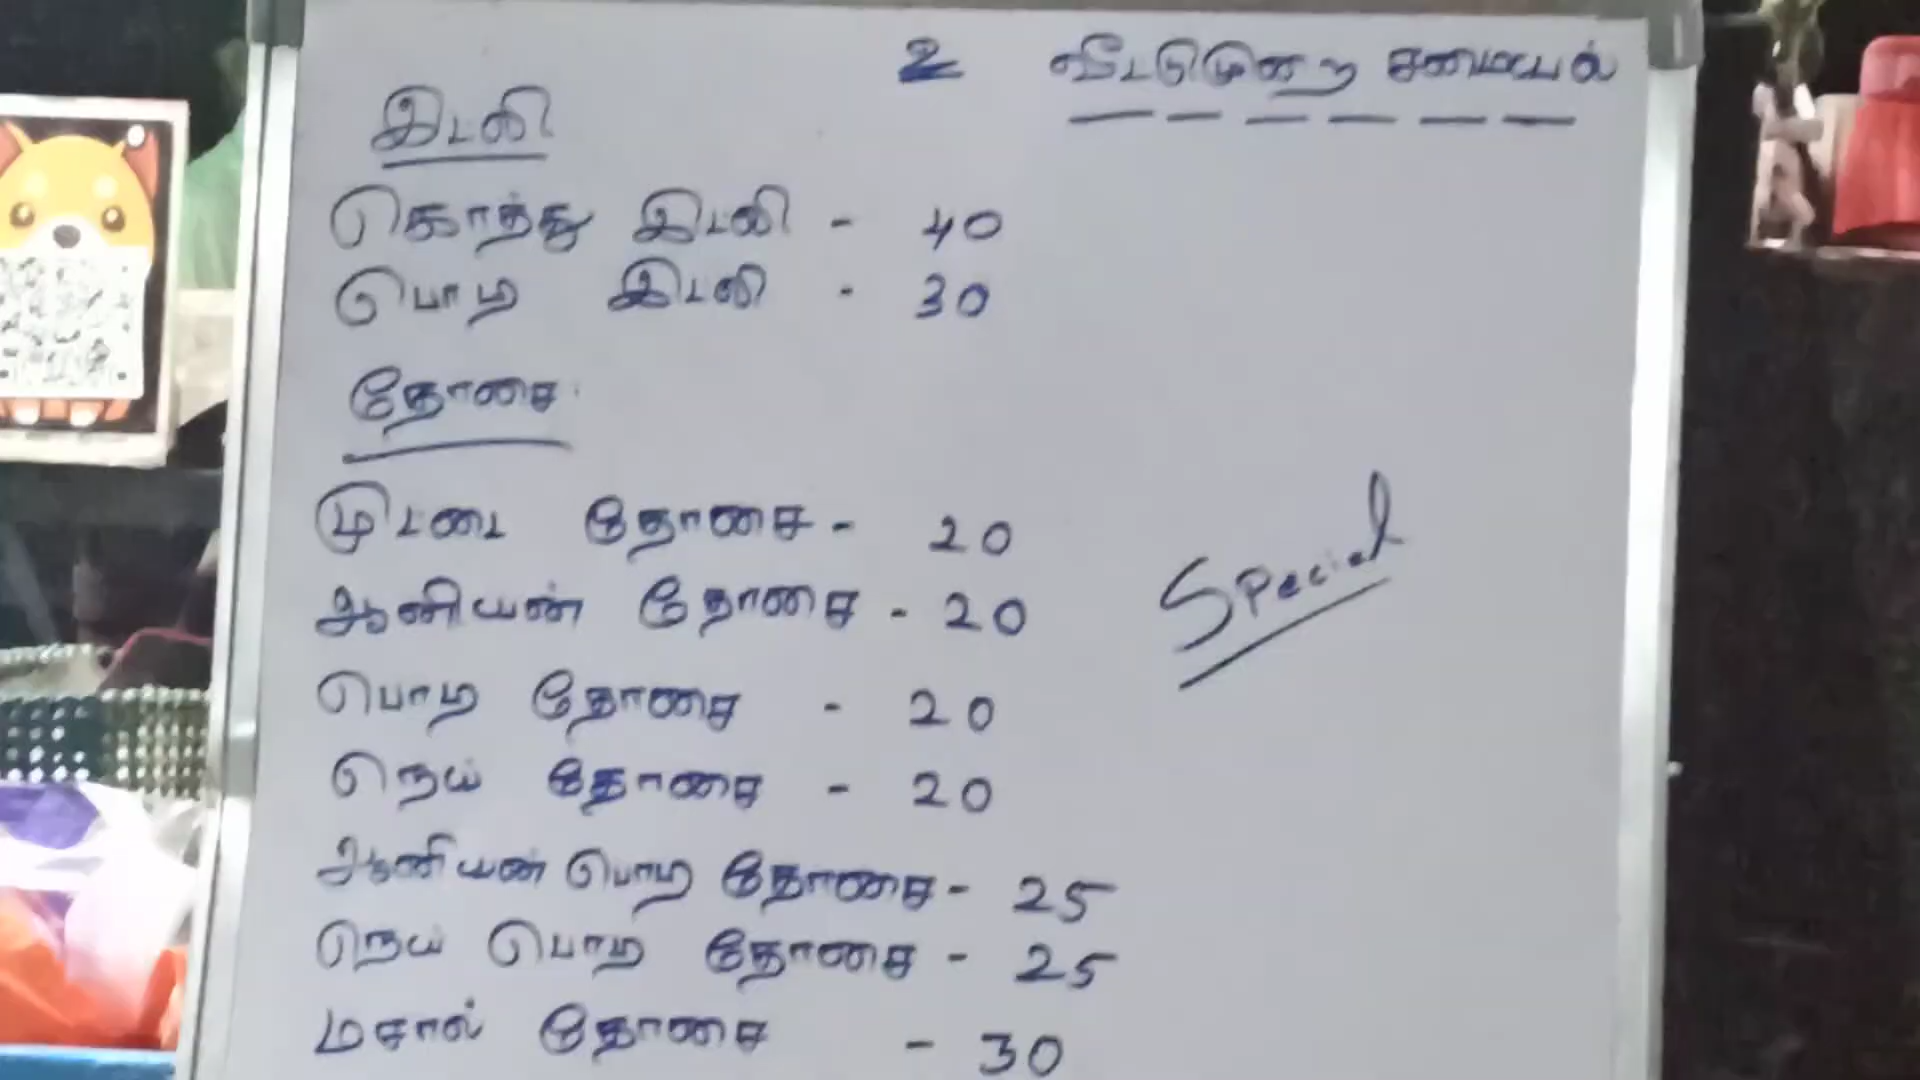 உ வீட்டுமுறை சமையல்
இட்லி
கொத்து இட்லி - 40
பொடி இட்லி - 30
தோசை
முட்டை தோசை - 20
ஆனியன் தோசை - 20
Special
பொடி தோசை - 20
நெய் தோசை - 20
ஆனியன் பொடி தோசை - 25
நெய் பொடி தோசை - 25
மசால் தோசை - 30